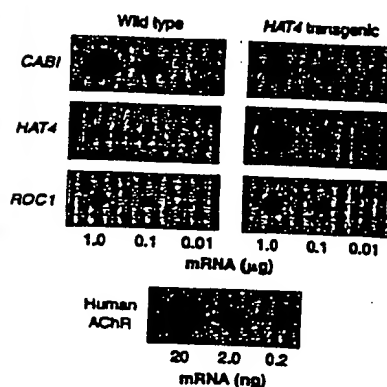 Wild type HAT4 transgenic
CABI
HAT4
ROC1
1.0 0.1 0.01 1.0 0.1 0.01
mRNA (μg)
Human
AChR
20 2.0 0.2
mRNA (ng)